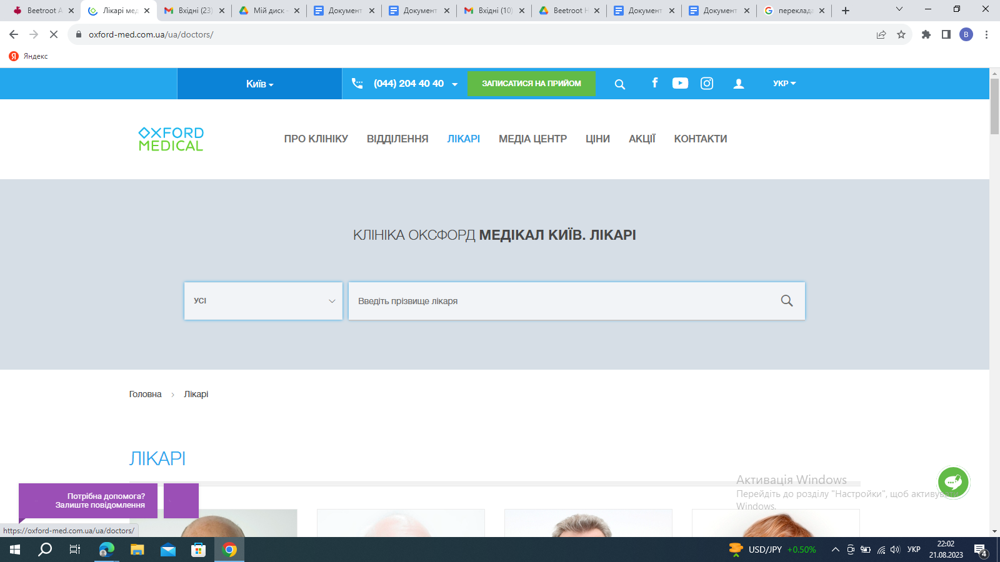 Beetroot A
Лікарі мед
Вхідні (23)
Мій диск -
Документ
Документ
Вхідні (10)
Beetroot H
Документ
Документ
переклада
oxford-med.com.ua/ua/doctors/
B
Я Яндекс
Київ
(044) 204 40 40
ЗАПИСАТИСЯ НА ПРИЙОМ
УКР
OXFORD
MEDICAL
ПРО КЛІНІКУ
ВІДДІЛЕННЯ
ЛІКАРІ
МЕДІА ЦЕНТР
ЦІНИ
АКЦІЇ
КОНТАКТИ
КЛІНІКА ОКСФОРД МЕДІКАЛ КИЇВ. ЛІКАРІ
УСІ
Введіть прізвище лікаря
Головна
Лікарі
ЛІКАРІ
Активація Windows
Перейдіть до розділу "Настройки", щоб активувати
Windows.
Потрібна допомога?
Залиште повідомлення
https://oxford-med.com.ua/ua/doctors/
USD/JPY +0.50%
УКР
22:02
21.08.2023
4